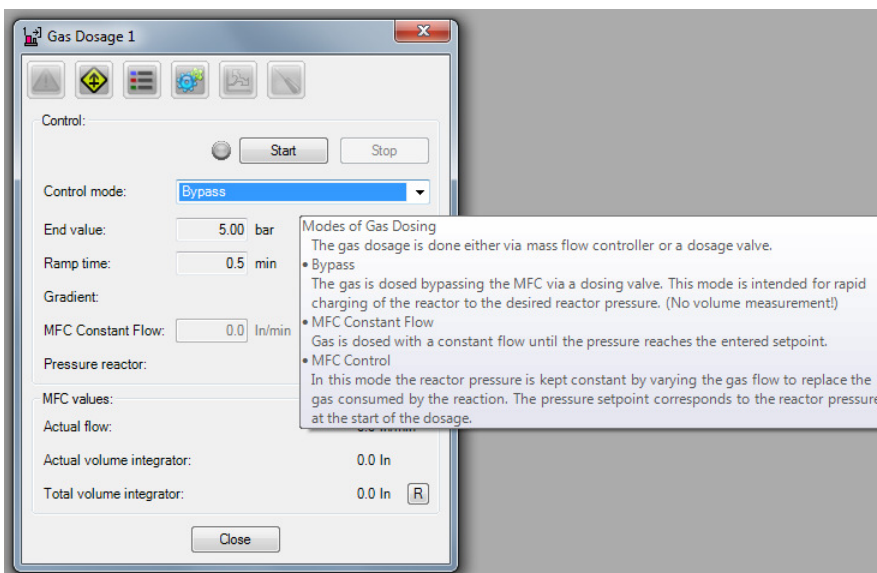 Gas Dosage 1
Control:
Start Stop
Control mode: Bypass
End value: 5.00 bar
Ramp time: 0.5 min
Gradient:
MFC Constant Flow: 0.0 ln/min
Pressure reactor:
Modes of Gas Dosing
The gas dosage is done either via mass flow controller or a dosage valve.
• Bypass
The gas is dosed bypassing the MFC via a dosing valve. This mode is intended for rapid
charging of the reactor to the desired reactor pressure. (No volume measurement!)
• MFC Constant Flow
Gas is dosed with a constant flow until the pressure reaches the entered setpoint.
• MFC Control
In this mode the reactor pressure is kept constant by varying the gas flow to replace the
gas consumed by the reaction. The pressure setpoint corresponds to the reactor pressure
at the start of the dosage.
MFC values:
Actual flow:
Actual volume integrator: 0.0 ln
Total volume integrator: 0.0 ln R
Close